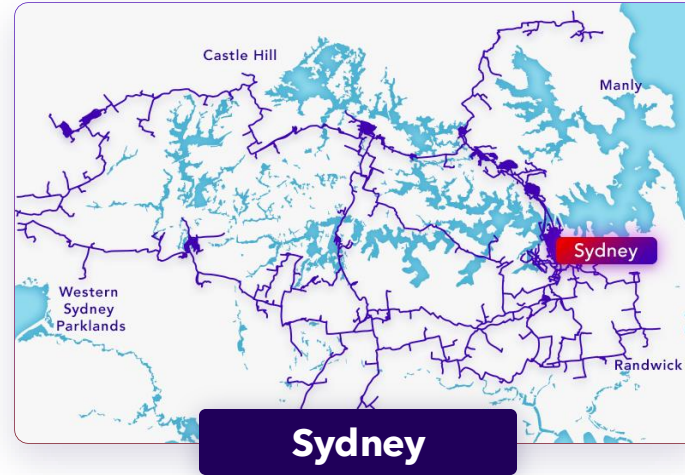 Castle Hill
Manly
Sydney
Western
Sydney
Parklands
Randwick
Sydney